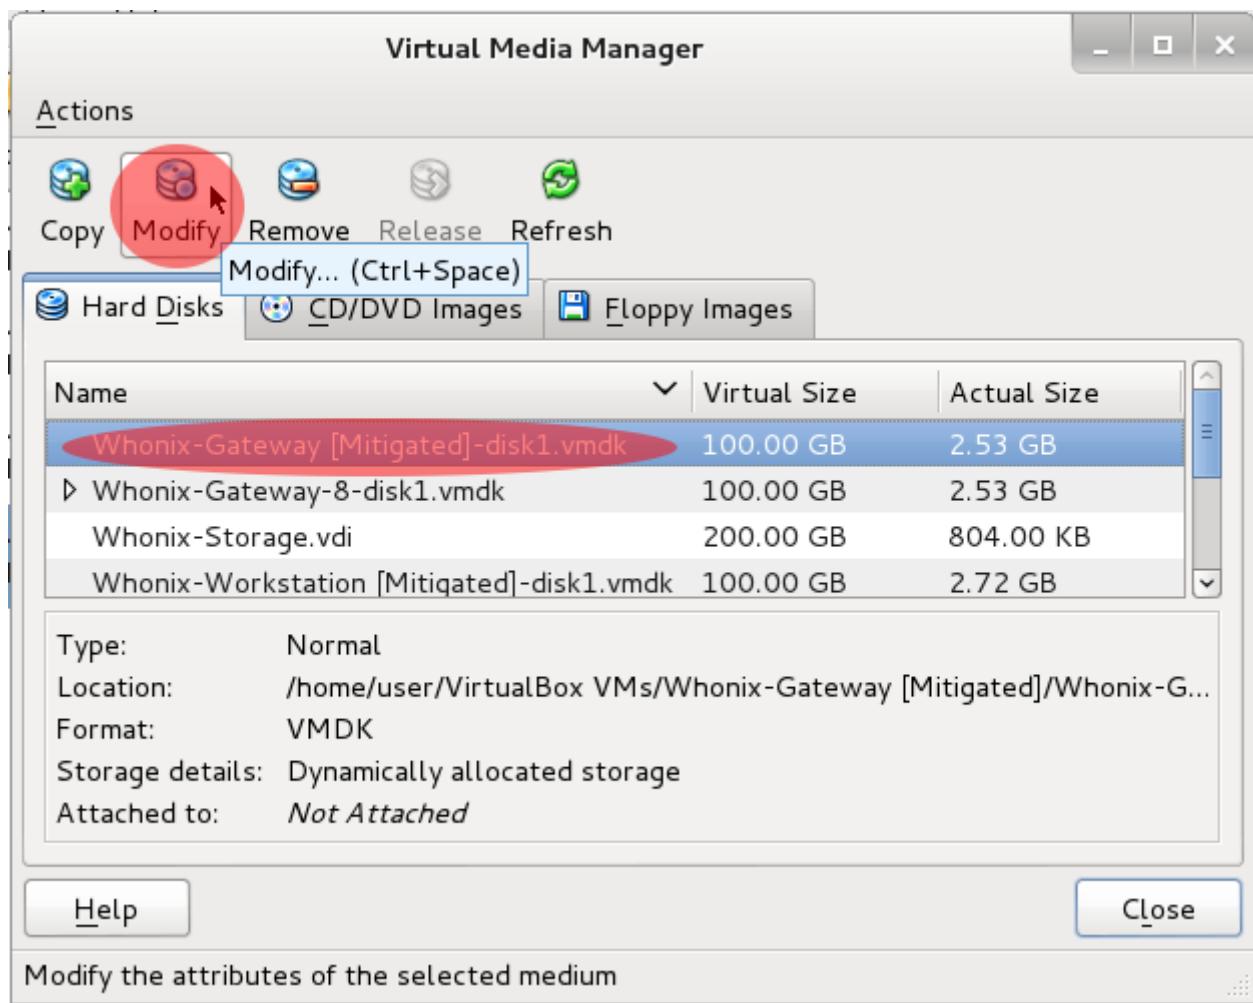 Virtual Media Manager
Actions
Copy Modify Remove Release Refresh
Modify... (Ctrl+Space)
Hard Disks CD/DVD Images Floppy Images
Name Virtual Size Actual Size
Whonix-Gateway [Mitigated]-disk1.vmdk 100.00 GB 2.53 GB
Whonix-Gateway-8-disk1.vmdk 100.00 GB 2.53 GB
Whonix-Storage.vdi 200.00 GB 804.00 KB
Whonix-Workstation [Mitigated]-disk1.vmdk 100.00 GB 2.72 GB
Type: Normal
Location: /home/user/VirtualBox VMs/Whonix-Gateway [Mitigated]/Whonix-G...
Format: VMDK
Storage details: Dynamically allocated storage
Attached to: Not Attached
Help Close
Modify the attributes of the selected medium